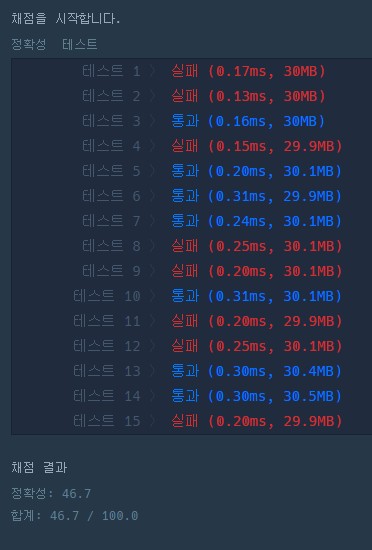 채점을 시작합니다.
정확성 테스트
테스트 1 〉 실패 (0.17ms, 30MB)
테스트 2 〉 실패 (0.13ms, 30MB)
테스트 3 〉 통과 (0.16ms, 30MB)
테스트 4 〉 실패 (0.15ms, 29.9MB)
테스트 5 〉 통과 (0.20ms, 30.1MB)
테스트 6 〉 통과 (0.31ms, 29.9MB)
테스트 7 〉 통과 (0.24ms, 30.1MB)
테스트 8 〉 실패 (0.25ms, 30.1MB)
테스트 9 〉 실패 (0.20ms, 30.1MB)
테스트 10 〉 통과 (0.31ms, 30.1MB)
테스트 11 〉 실패 (0.20ms, 29.9MB)
테스트 12 〉 실패 (0.25ms, 30.1MB)
테스트 13 〉 통과 (0.30ms, 30.4MB)
테스트 14 〉 통과 (0.30ms, 30.5MB)
테스트 15 〉 실패 (0.20ms, 29.9MB)
채점 결과
정확성: 46.7
합계: 46.7 / 100.0